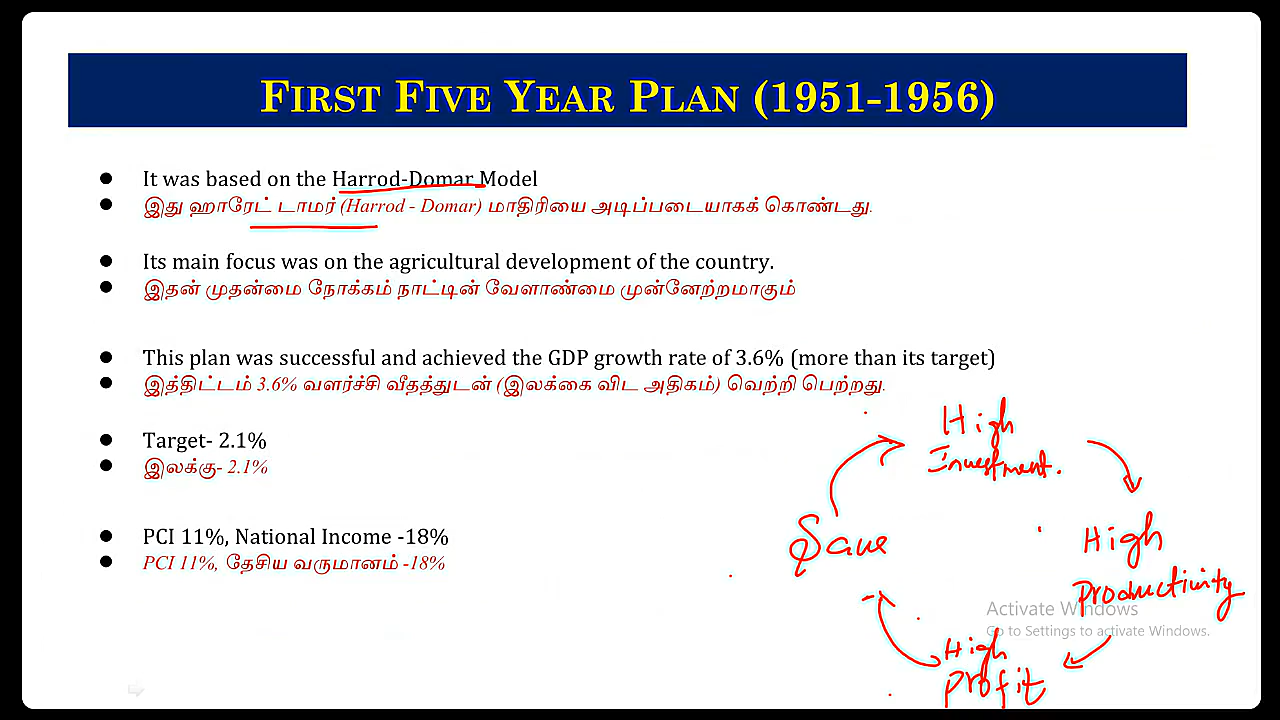 FIRST FIVE YEAR PLAN (1951-1956)
It was based on the Harrod-Domar Model
இது ஹாரேட் டாமர் (Harrod - Domar) மாதிரியை அடிப்படையாகக் கொண்டது.
Its main focus was on the agricultural development of the country.
இதன் முதன்மை நோக்கம் நாட்டின் வேளாண்மை முன்னேற்றமாகும்
This plan was successful and achieved the GDP growth rate of 3.6% (more than its target)
இத்திட்டம் 3.6% வளர்ச்சி வீதத்துடன் (இலக்கை விட அதிகம்) வெற்றி பெற்றது.
Target- 2.1%
இலக்கு- 2.1%
PCI 11%, National Income -18%
PCI 11%, தேசிய வருமானம் -18%
High
Investment.
High
Productivity
High
Profit
Save
Activate Windows
Go to Settings to activate Windows.